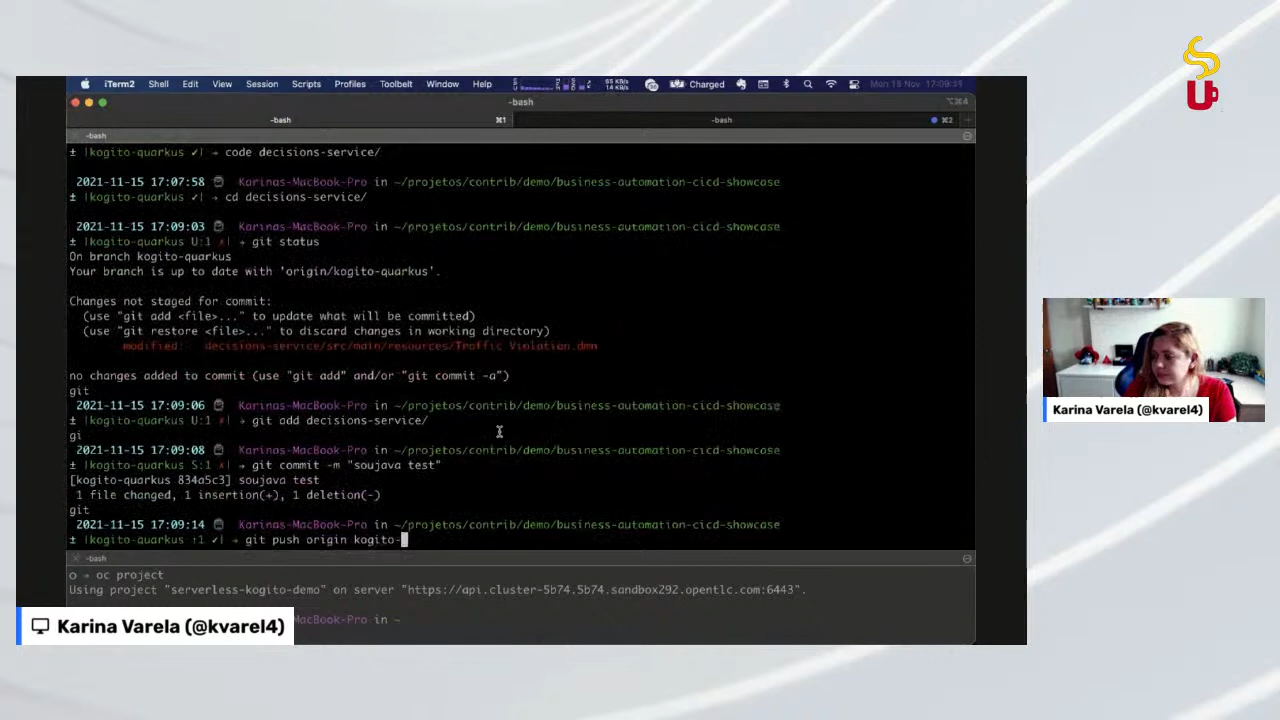 iTerm2 Shell Edit View Session Scripts Profiles Toolbelt Window Help 65 KB/s 14 KB/s Charged Mon 15 Nov
-bash ⌥⌘4
-bash ⌘1 -bash ⌘2
-bash
± |kogito-quarkus ✓| → code decisions-service/
2021-11-15 17:07:58 Karinas-MacBook-Pro in ~/projetos/contrib/demo/business-automation-cicd-showcase
± |kogito-quarkus ✓| → cd decisions-service/
2021-11-15 17:09:03 Karinas-MacBook-Pro in ~/projetos/contrib/demo/business-automation-cicd-showcase
± |kogito-quarkus U:1 ✗| → git status
On branch kogito-quarkus
Your branch is up to date with 'origin/kogito-quarkus'.
Changes not staged for commit:
(use "git add <file>..." to update what will be committed)
(use "git restore <file>..." to discard changes in working directory)
modified: decisions-service/src/main/resources/Traffic Violation.dmn
no changes added to commit (use "git add" and/or "git commit -a")
git
2021-11-15 17:09:06 Karinas-MacBook-Pro in ~/projetos/contrib/demo/business-automation-cicd-showcase
± |kogito-quarkus U:1 ✗| → git add decisions-service/
gi
2021-11-15 17:09:08 Karinas-MacBook-Pro in ~/projetos/contrib/demo/business-automation-cicd-showcase
± |kogito-quarkus S:1 ✗| → git commit -m "soujava test"
[kogito-quarkus 834a5c3] soujava test
1 file changed, 1 insertion(+), 1 deletion(-)
git
2021-11-15 17:09:14 Karinas-MacBook-Pro in ~/projetos/contrib/demo/business-automation-cicd-showcase
± |kogito-quarkus ↑1 ✓| → git push origin kogito-
-bash
○ → oc project
Using project "serverless-kogito-demo" on server "https://api.cluster-5b74.5b74.sandbox292.opentlc.com:6443".
MacBook-Pro in ~
Karina Varela (@kvarel4)
Karina Varela (@kvarel4)